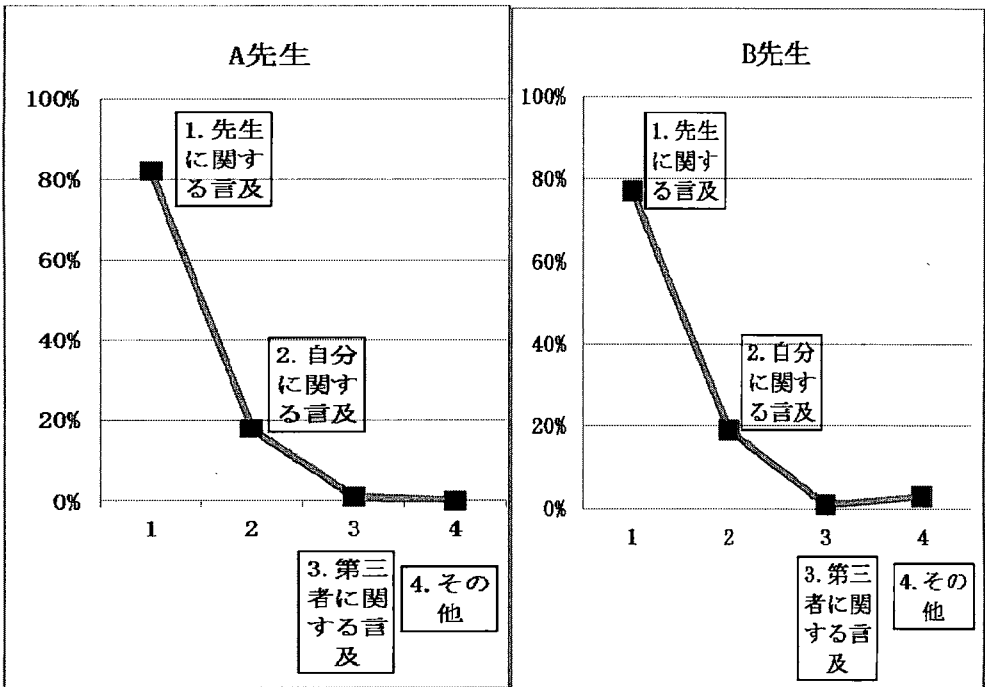 A先生
100%
80%
60%
40%
20%
0%
1. 先生
に関す
る言及
2. 自分
に関す
る言及
1
2
3
4
3. 第三
者に関
する言
及
4. その
他
B先生
100%
80%
60%
40%
20%
0%
1. 先生
に関す
る言及
2. 自分
に関す
る言及
1
2
3
4
3. 第三
者に関
する言
及
4. その
他